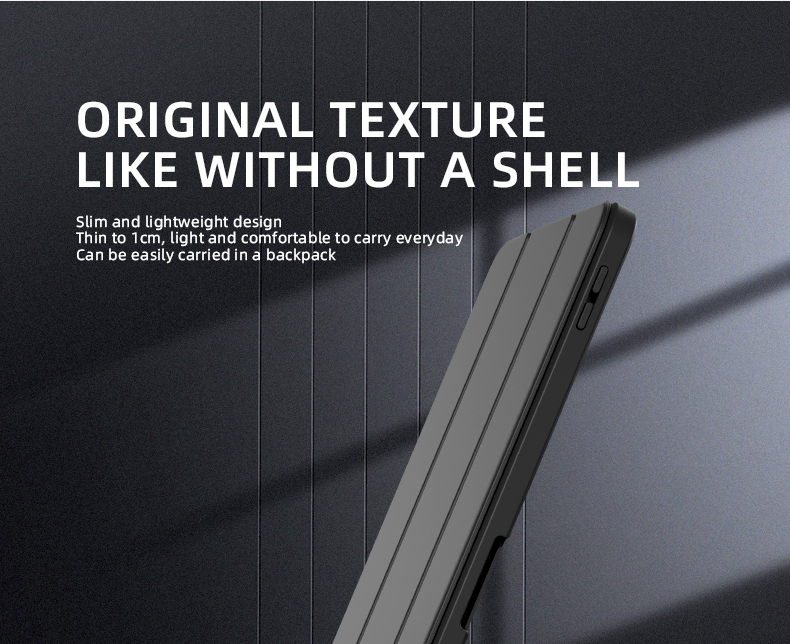 ORIGINAL TEXTURE
LIKE WITHOUT A SHELL
Slim and lightweight design
Thin to 1cm, light and comfortable to carry everyday
Can be easily carried in a backpack